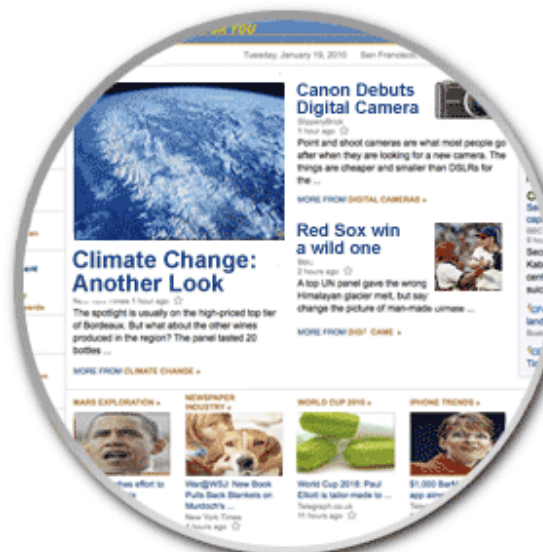 YOU
Tuesday, January 19, 2010 San Francisco,
Canon Debuts
Digital Camera
SlipperyBrick
1 hour ago
Point and shoot cameras are what most people go
after when they are looking for a new camera. The
things are cheaper and smaller than DSLRs for
the ...
MORE FROM DIGITAL CAMERAS »
Red Sox win
a wild one
2 hours ago
A top UN panel gave the wrong
Himalayan glacier melt, but say
change the picture of man-made climate ...
MORE FROM
Climate Change:
Another Look
Times 1 hour ago
The spotlight is usually on the high-priced top tier
of Bordeaux. But what about the other wines
produced in the region? The panel tasted 20
bottles ...
MORE FROM CLIMATE CHANGE »
MARS EXPLORATION »
effort to
NEWSPAPER
INDUSTRY »
War@WSJ: New Book
Pulls Back Blankets on
Murdoch's ...
New York Times
hours ago
WORLD CUP 2010 »
World Cup 2018: Paul
Elliott is tailor-made to ...
Telegraph.co.uk
11 hours ago
IPHONE TRENDS »
$1,000
app